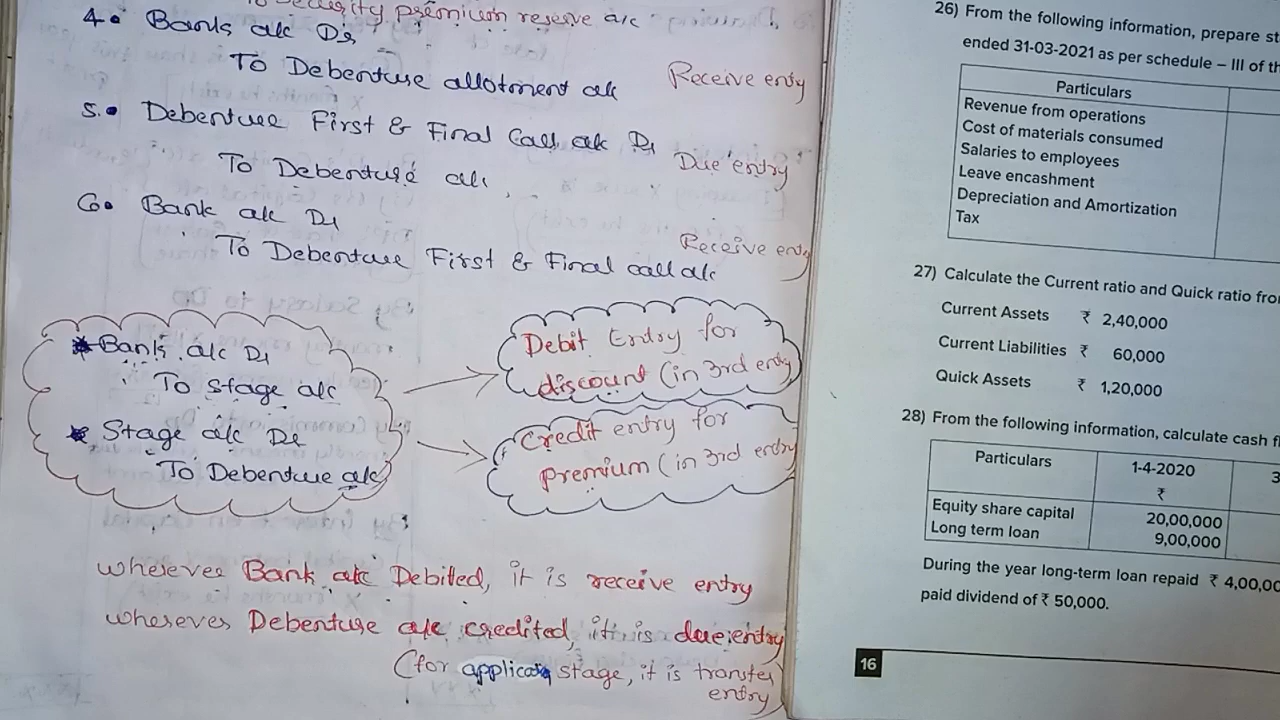 To Security premium reserve a/c
4. Bank a/c Dr
To Debenture allotment a/c Receive entry
5. Debenture First & Final Call a/c Dr
To Debenture a/c Due entry
6. Bank a/c Dr
To Debenture First & Final call a/c Receive entry
* Bank a/c Dr
To Stage a/c
* Stage a/c Dr
To Debenture a/c
Debit Entry for
discount (in 3rd entry
Credit entry for
premium (in 3rd entry
wherever Bank a/c Debited, it is receive entry
wherever Debenture a/c credited, it is due entry
(for application stage, it is transfer
entry
26) From the following information, prepare st
ended 31-03-2021 as per schedule – III of th
Particulars
Revenue from operations
Cost of materials consumed
Salaries to employees
Leave encashment
Depreciation and Amortization
Tax
27) Calculate the Current ratio and Quick ratio fro
Current Assets ₹ 2,40,000
Current Liabilities ₹ 60,000
Quick Assets ₹ 1,20,000
28) From the following information, calculate cash f
Particulars 1-4-2020 3
₹
Equity share capital 20,00,000
Long term loan 9,00,000
During the year long-term loan repaid ₹ 4,00,00
paid dividend of ₹ 50,000.
16